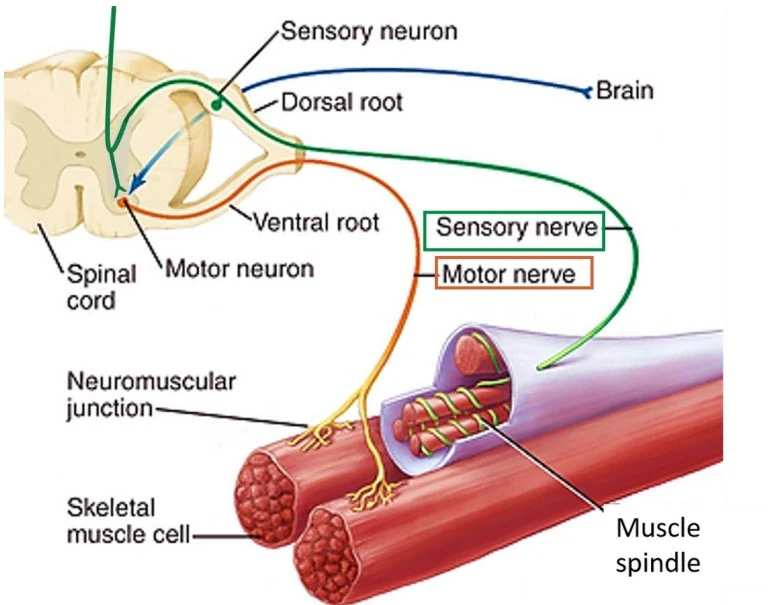 Sensory neuron
Brain
Dorsal root
Ventral root
Sensory nerve
Motor neuron
Motor nerve
Spinal
cord
Neuromuscular
junction
Skeletal
muscle cell
Muscle
spindle